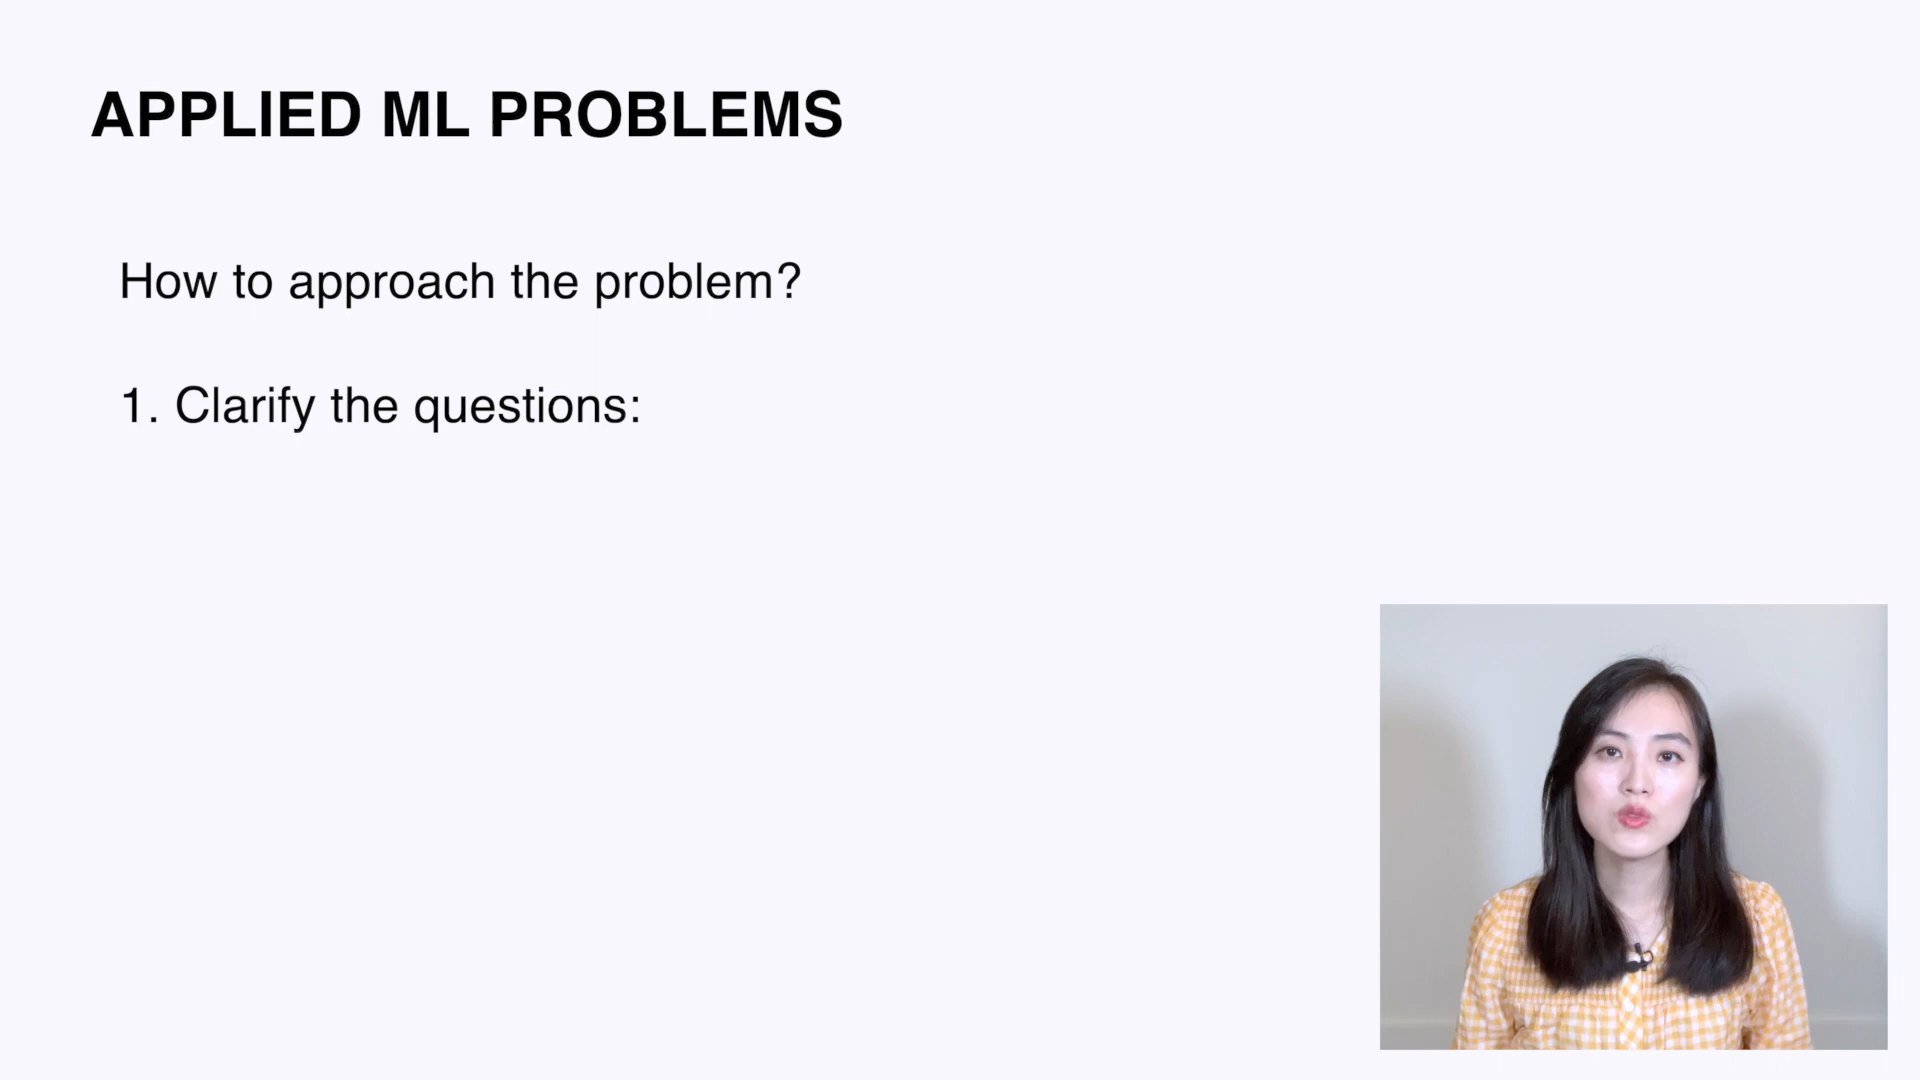 APPLIED ML PROBLEMS
How to approach the problem?
1. Clarify the questions: